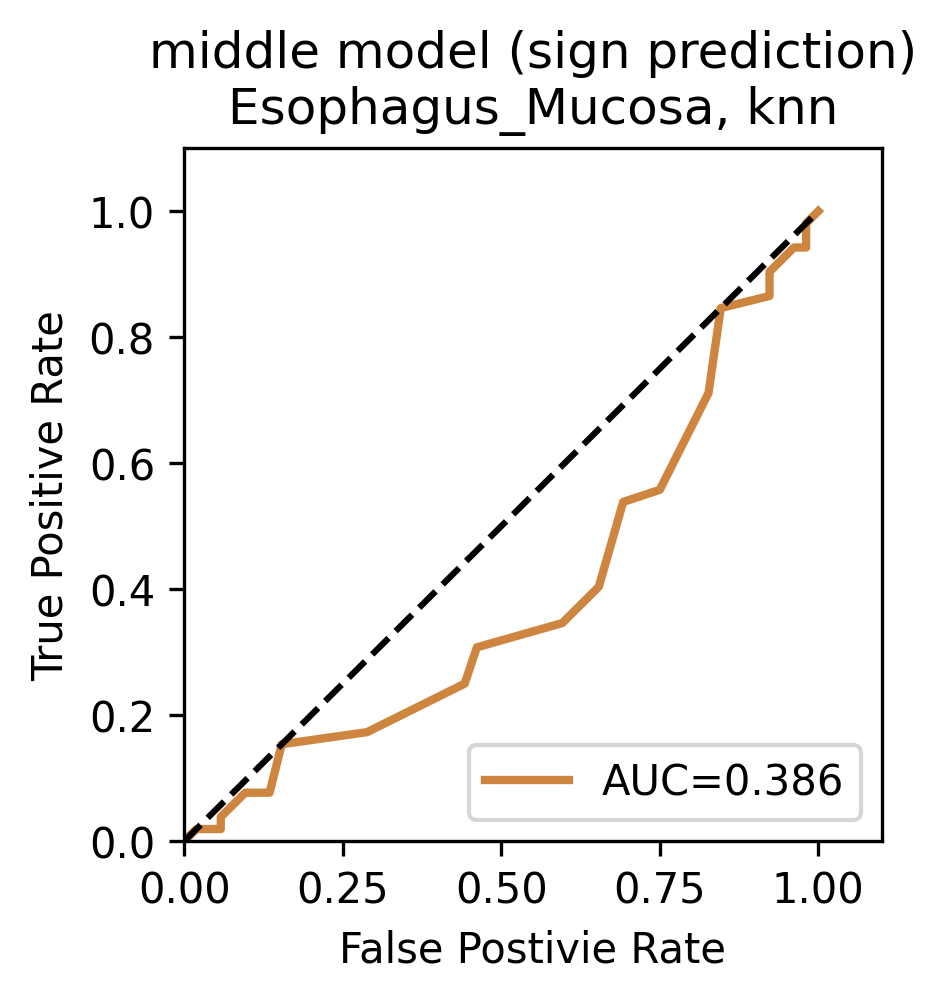 middle model (sign prediction)
Esophagus_Mucosa, knn
True Positive Rate
1.0
0.8
0.6
0.4
0.2
0.0
AUC=0.386
0.00 0.25 0.50 0.75 1.00
False Postivie Rate